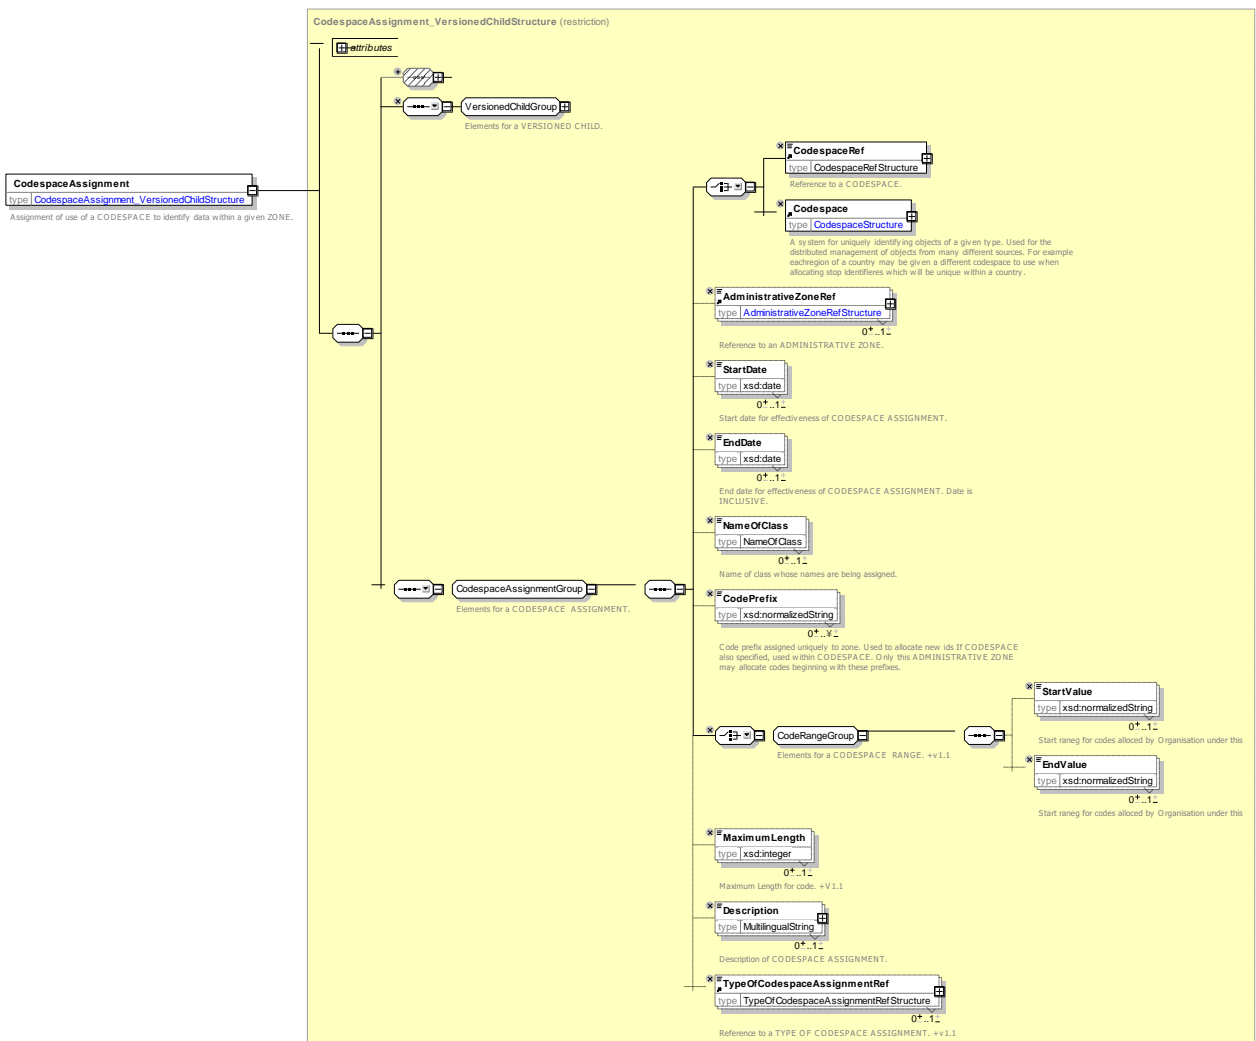 CodespaceAssignment_VersionedChildStructure (restriction)
attributes
VersionedChildGroup
Elements for a VERSIONED CHILD.
CodespaceAssignment
type CodespaceAssignment_VersionedChildStructure
Assignment of use of a CODESPACE to identify data within a given ZONE.
CodespaceRef
type CodespaceRefStructure
Reference to a CODESPACE.
Codespace
type CodespaceStructure
A system for uniquely identifying objects of a given type. Used for the
distributed management of objects from many different sources. For example
eachregion of a country may be given a different codespace to use when
allocating stop identifieres which will be unique within a country.
AdministrativeZoneRef
type AdministrativeZoneRefStructure
0..1
Reference to an ADMINISTRATIVE ZONE.
StartDate
type xsd:date
0..1
Start date for effectiveness of CODESPACE ASSIGNMENT.
EndDate
type xsd:date
0..1
End date for effectiveness of CODESPACE ASSIGNMENT. Date is
INCLUSIVE.
NameOfClass
type NameOfClass
0..1
Name of class whose names are being assigned.
CodespaceAssignmentGroup
Elements for a CODESPACE ASSIGNMENT.
CodePrefix
type xsd:normalizedString
0..¥
Code prefix assigned uniquely to zone. Used to allocate new ids If CODESPACE
also specified, used within CODESPACE. Only this ADMINISTRATIVE ZONE
may allocate codes beginning with these prefixes.
CodeRangeGroup
Elements for a CODESPACE RANGE. +v1.1
StartValue
type xsd:normalizedString
0..1
Start raneg for codes alloced by Organisation under this
EndValue
type xsd:normalizedString
0..1
Start raneg for codes alloced by Organisation under this
MaximumLength
type xsd:integer
0..1
Maximum Length for code. +V1.1
Description
type MultilingualString
0..1
Description of CODESPACE ASSIGNMENT.
TypeOfCodespaceAssignmentRef
type TypeOfCodespaceAssignmentRefStructure
0..1
Reference to a TYPE OF CODESPACE ASSIGNMENT. +v1.1